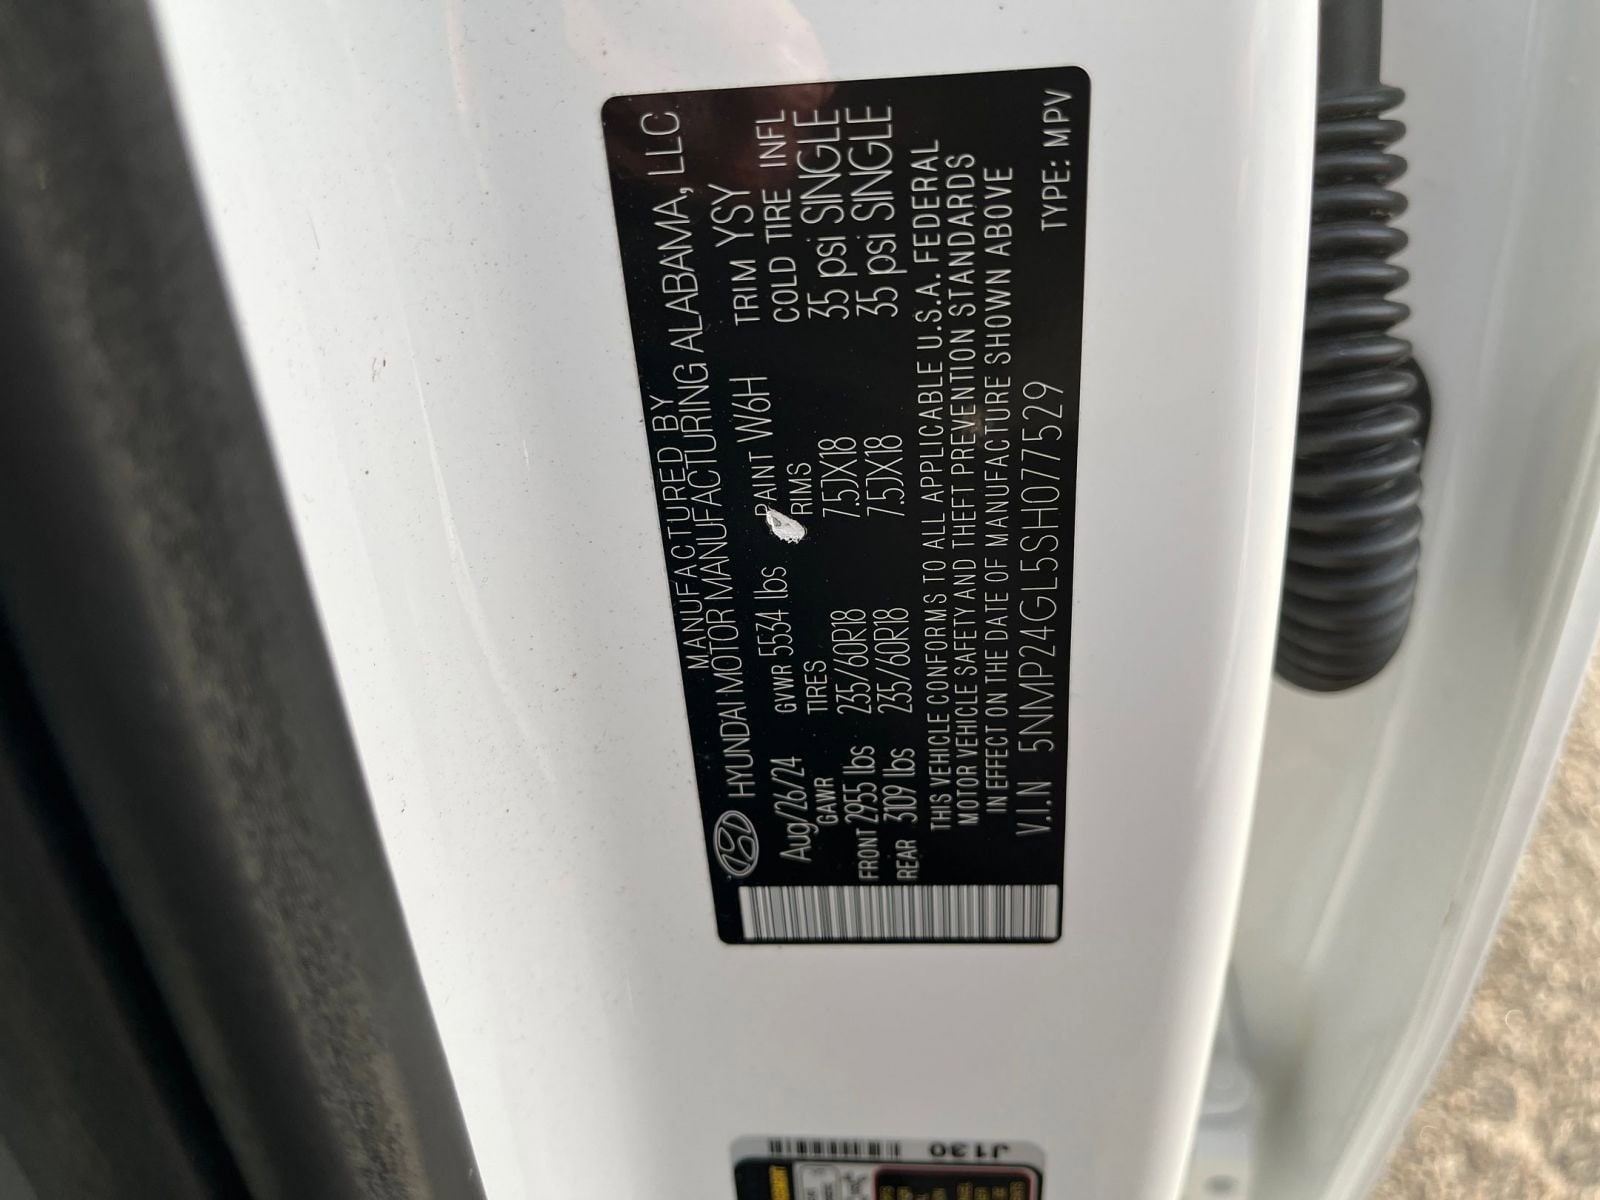 MANUFACTURED BY
HYUNDAI MOTOR MANUFACTURING ALABAMA, LLC
Aug/26/24 GVWR 5534 lbs PAINT W6H TRIM YSY
GAWR TIRES RIMS COLD TIRE INFL
FRONT 2955 lbs 235/60R18 7.5JX18 35 psi SINGLE
REAR 3109 lbs 235/60R18 7.5JX18 35 psi SINGLE
THIS VEHICLE CONFORMS TO ALL APPLICABLE U.S.A. FEDERAL
MOTOR VEHICLE SAFETY AND THEFT PREVENTION STANDARDS
IN EFFECT ON THE DATE OF MANUFACTURE SHOWN ABOVE
V.I.N 5NMP24GL5SH077529 TYPE: MPV
J130